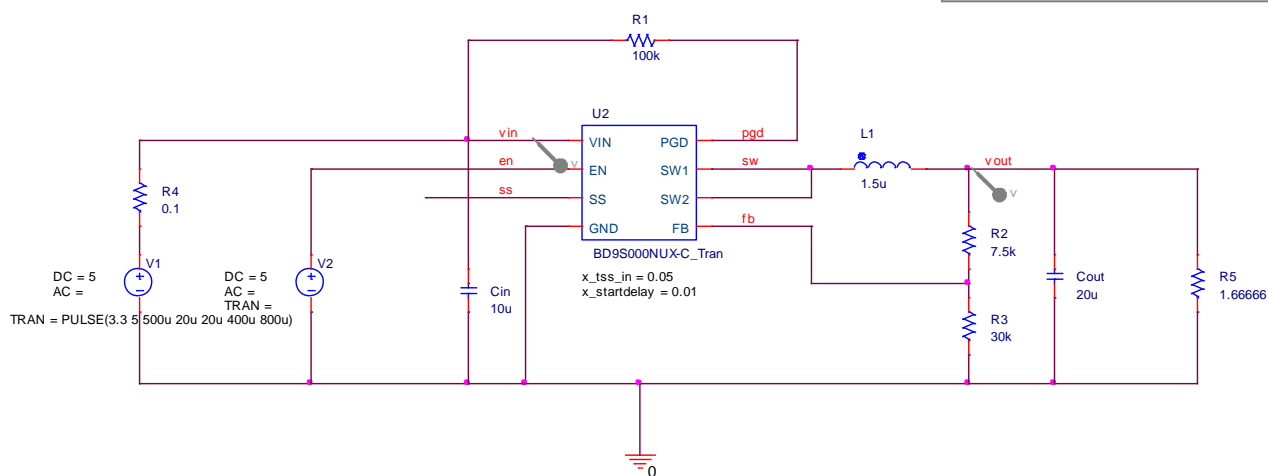 R1
100k
U2
vin
VIN
PGD
pgd
L1
en
EN
SW1
sw
vout
V
V
1.5u
R4
0.1
ss
SS
SW2
GND
FB
fb
R2
7.5k
BD9S000NUX-C_Tran
V1
V2
DC = 5
AC =
DC = 5
AC =
TRAN =
x_tss_in = 0.05
x_startdelay = 0.01
Cin
10u
Cout
20u
R5
1.66666
TRAN = PULSE(3.3 5 500u 20u 20u 400u 800u)
R3
30k
0